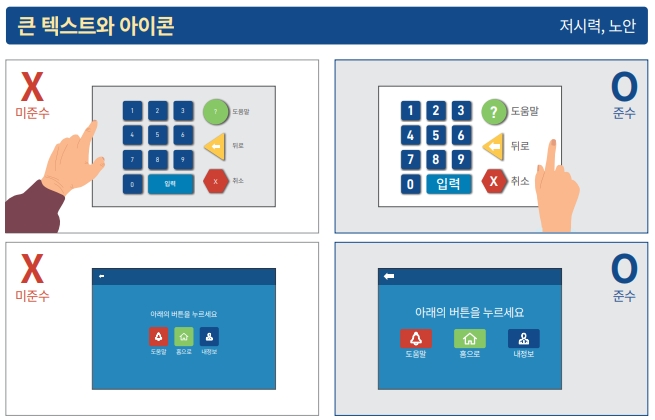 큰 텍스트와 아이콘
저시력, 노안
X
미준수
1 2 3 ? 도움말
4 5 6 뒤로
7 8 9
0 입력 X 취소
O
준수
1 2 3 ? 도움말
4 5 6 뒤로
7 8 9
0 입력 X 취소
X
미준수
아래의 버튼을 누르세요
도움말 홈으로 내정보
O
준수
아래의 버튼을 누르세요
도움말 홈으로 내정보